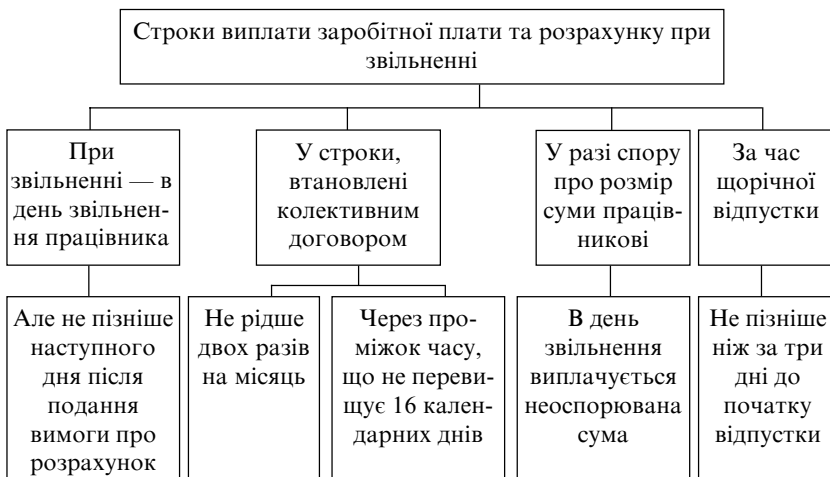 Строки виплати заробітної плати та розрахунку при
звільненні
При
звільненні — в
день звільнен-
ня працівника
У строки,
втановлені
колективним
договором
У разі спору
про розмір
суми праців-
никові
За час
щорічної
відпустки
Але не пізніше
наступного
дня після
подання
вимоги про
розрахунок
Не рідше
двох разів
на місяць
Через про-
міжок часу,
що не переви-
щує 16 кален-
дарних днів
В день
звільнення
виплачується
неоспорювана
сума
Не пізніше
ніж за три
дні до
початку
відпустки